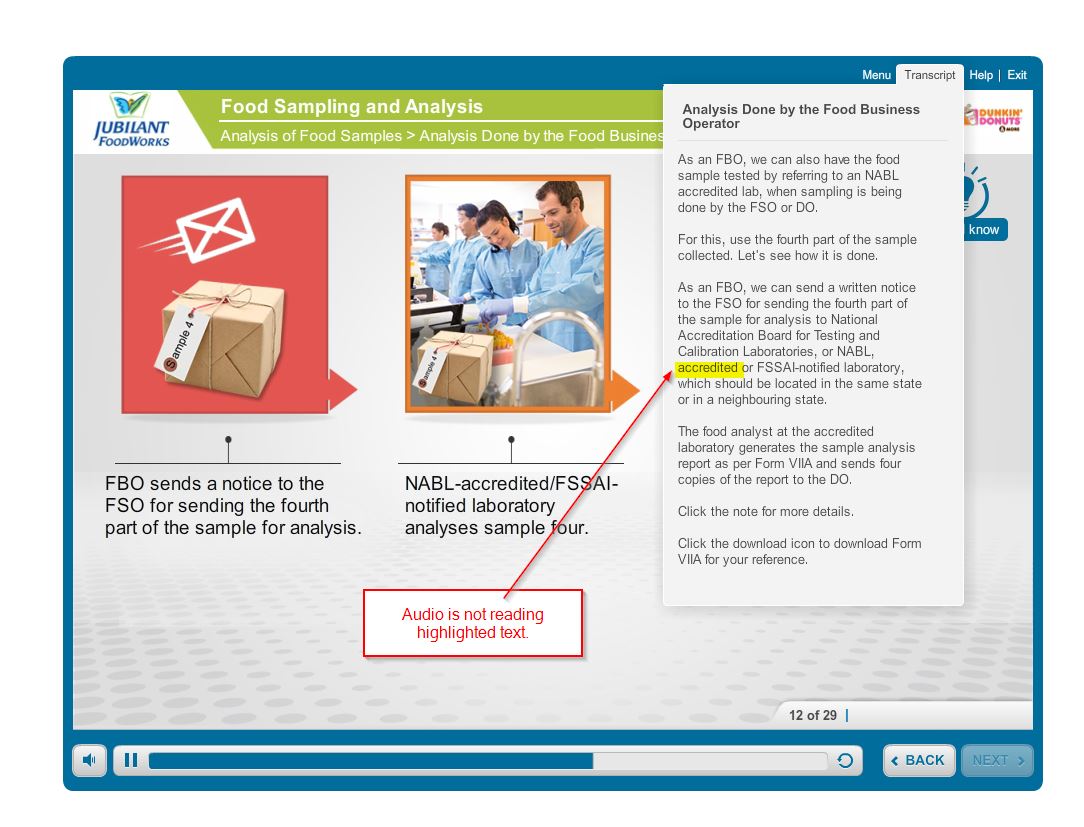 Menu
Transcript
Help
Exit
JUBILANT
FOODWORKS
Food Sampling and Analysis
Analysis of Food Samples > Analysis Done by the Food Busines
DUNKIN'
DONUTS
& MORE
know
Sample 4
Sample 4
FBO sends a notice to the
FSO for sending the fourth
part of the sample for analysis.
NABL-accredited/FSSAI-
notified laboratory
analyses sample four.
Analysis Done by the Food Business
Operator
As an FBO, we can also have the food
sample tested by referring to an NABL
accredited lab, when sampling is being
done by the FSO or DO.
For this, use the fourth part of the sample
collected. Let's see how it is done.
As an FBO, we can send a written notice
to the FSO for sending the fourth part of
the sample for analysis to National
Accreditation Board for Testing and
Calibration Laboratories, or NABL,
accredited or FSSAI-notified laboratory,
which should be located in the same state
or in a neighbouring state.
The food analyst at the accredited
laboratory generates the sample analysis
report as per Form VIIA and sends four
copies of the report to the DO.
Click the note for more details.
Click the download icon to download Form
VIIA for your reference.
Audio is not reading
highlighted text.
12 of 29
BACK
NEXT